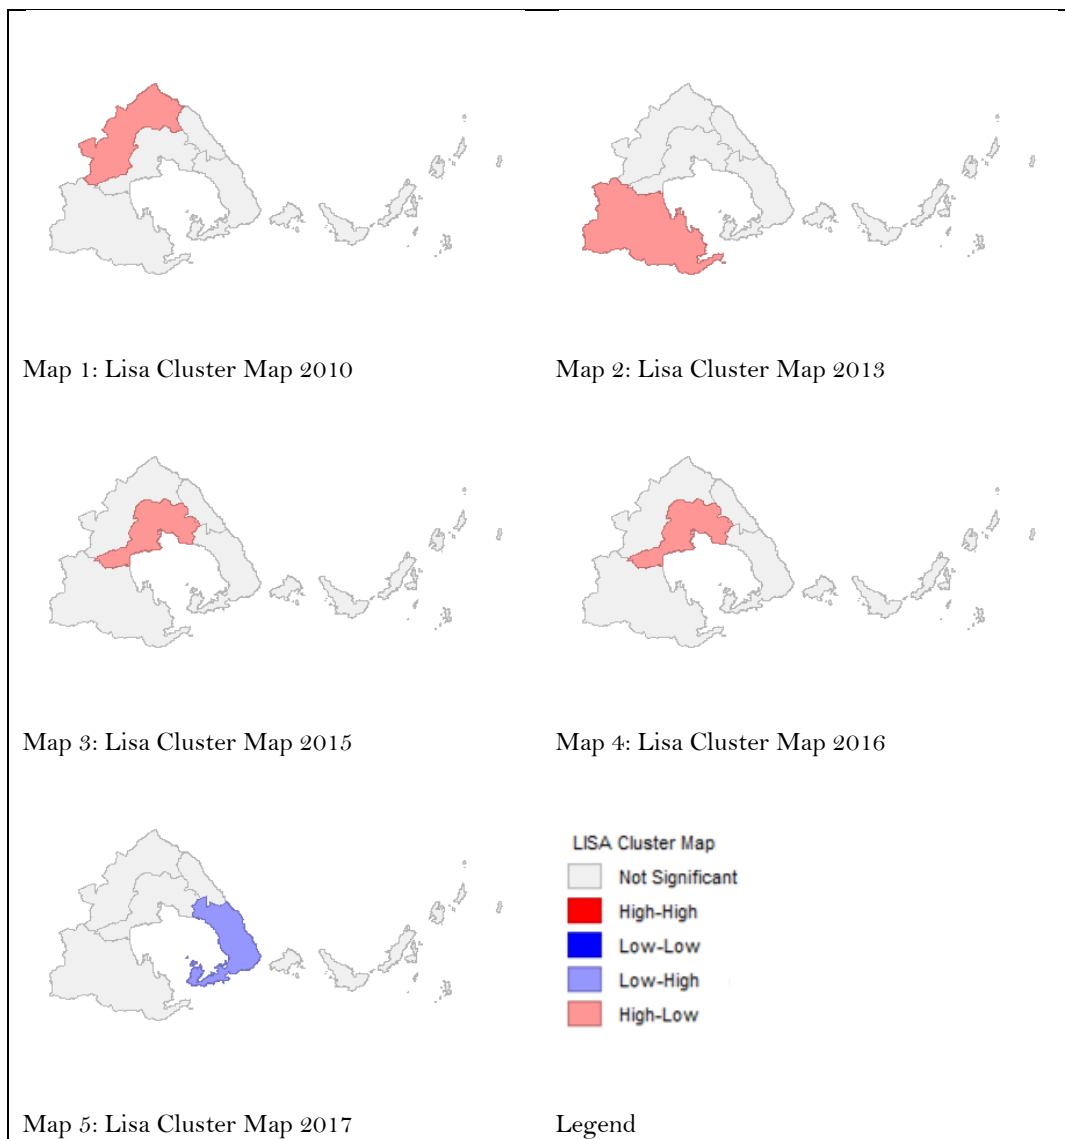 Map 1: Lisa Cluster Map 2010
Map 2: Lisa Cluster Map 2013
Map 3: Lisa Cluster Map 2015
Map 4: Lisa Cluster Map 2016
LISA Cluster Map
Not Significant
High-High
Low-Low
Low-High
High-Low
Map 5: Lisa Cluster Map 2017
Legend